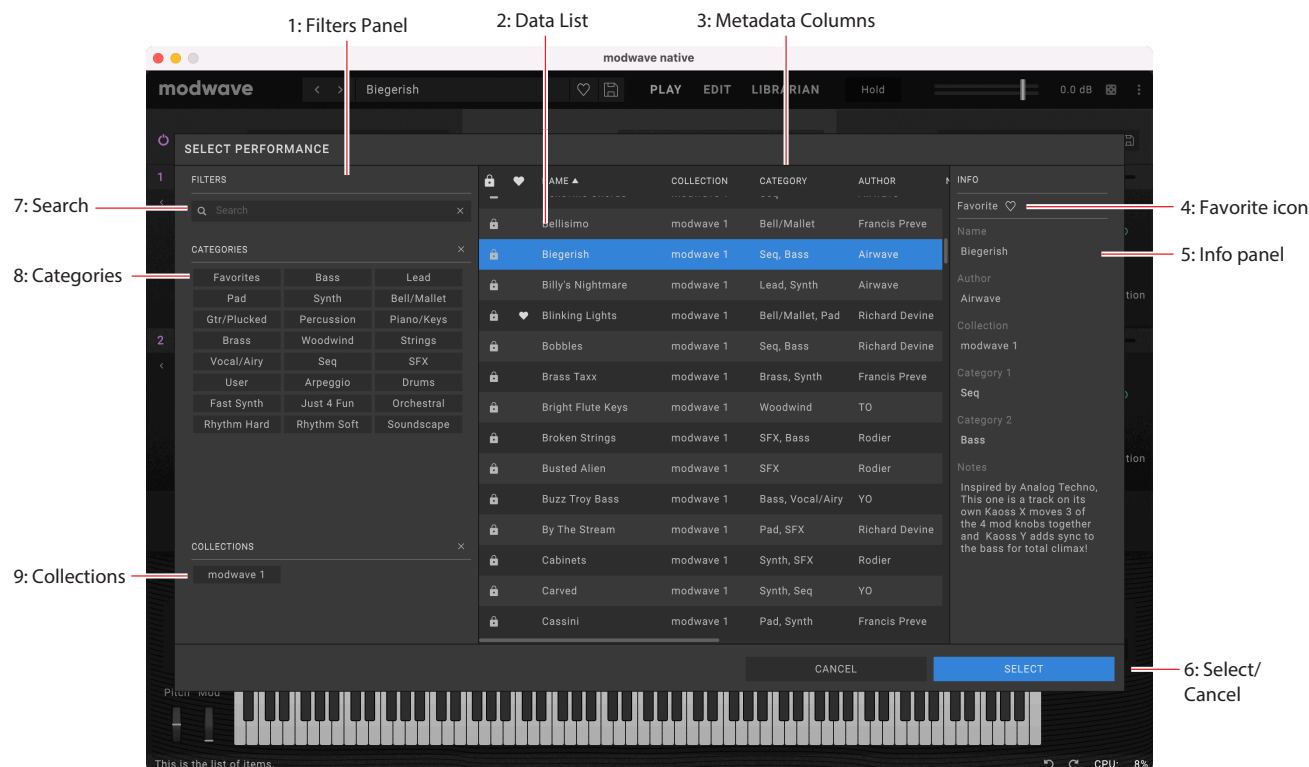 1: Filters Panel
2: Data List
3: Metadata Columns
modwave native
modwave
Biegerish
PLAY EDIT LIBRARIAN
Hold
0.0 dB
SELECT PERFORMANCE
1
2
7: Search
8: Categories
9: Collections
FILTERS
Search
CATEGORIES
Favorites Bass Lead
Pad Synth Bell/Mallet
Gtr/Plucked Percussion Piano/Keys
Brass Woodwind Strings
Vocal/Airy Seq SFX
User Arpeggio Drums
Fast Synth Just 4 Fun Orchestral
Rhythm Hard Rhythm Soft Soundscape
COLLECTIONS
modwave 1
NAME COLLECTION CATEGORY AUTHOR N
Bellisimo modwave 1 Bell/Mallet Francis Preve
Biegerish modwave 1 Seq, Bass Airwave
Billy's Nightmare modwave 1 Lead, Synth Airwave
Blinking Lights modwave 1 Bell/Mallet, Pad Richard Devine
Bobbles modwave 1 Seq, Bass Richard Devine
Brass Taxx modwave 1 Brass, Synth Francis Preve
Bright Flute Keys modwave 1 Woodwind TO
Broken Strings modwave 1 SFX, Bass Rodier
Busted Alien modwave 1 SFX Rodier
Buzz Troy Bass modwave 1 Bass, Vocal/Airy YO
By The Stream modwave 1 Pad, SFX Richard Devine
Cabinets modwave 1 Synth, SFX Rodier
Carved modwave 1 Synth, Seq YO
Cassini modwave 1 Pad, Synth Francis Preve
INFO
Favorite
Name
Biegerish
Author
Airwave
Collection
modwave 1
Category 1
Seq
Category 2
Bass
Notes
Inspired by Analog Techno,
This one is a track on its
own Kaoss X moves 3 of
the 4 mod knobs together
and Kaoss Y adds sync to
the bass for total climax!
tion
tion
4: Favorite icon
5: Info panel
CANCEL
SELECT
6: Select/
Cancel
Pitch Mod
This is the list of items.
CPU: 8%